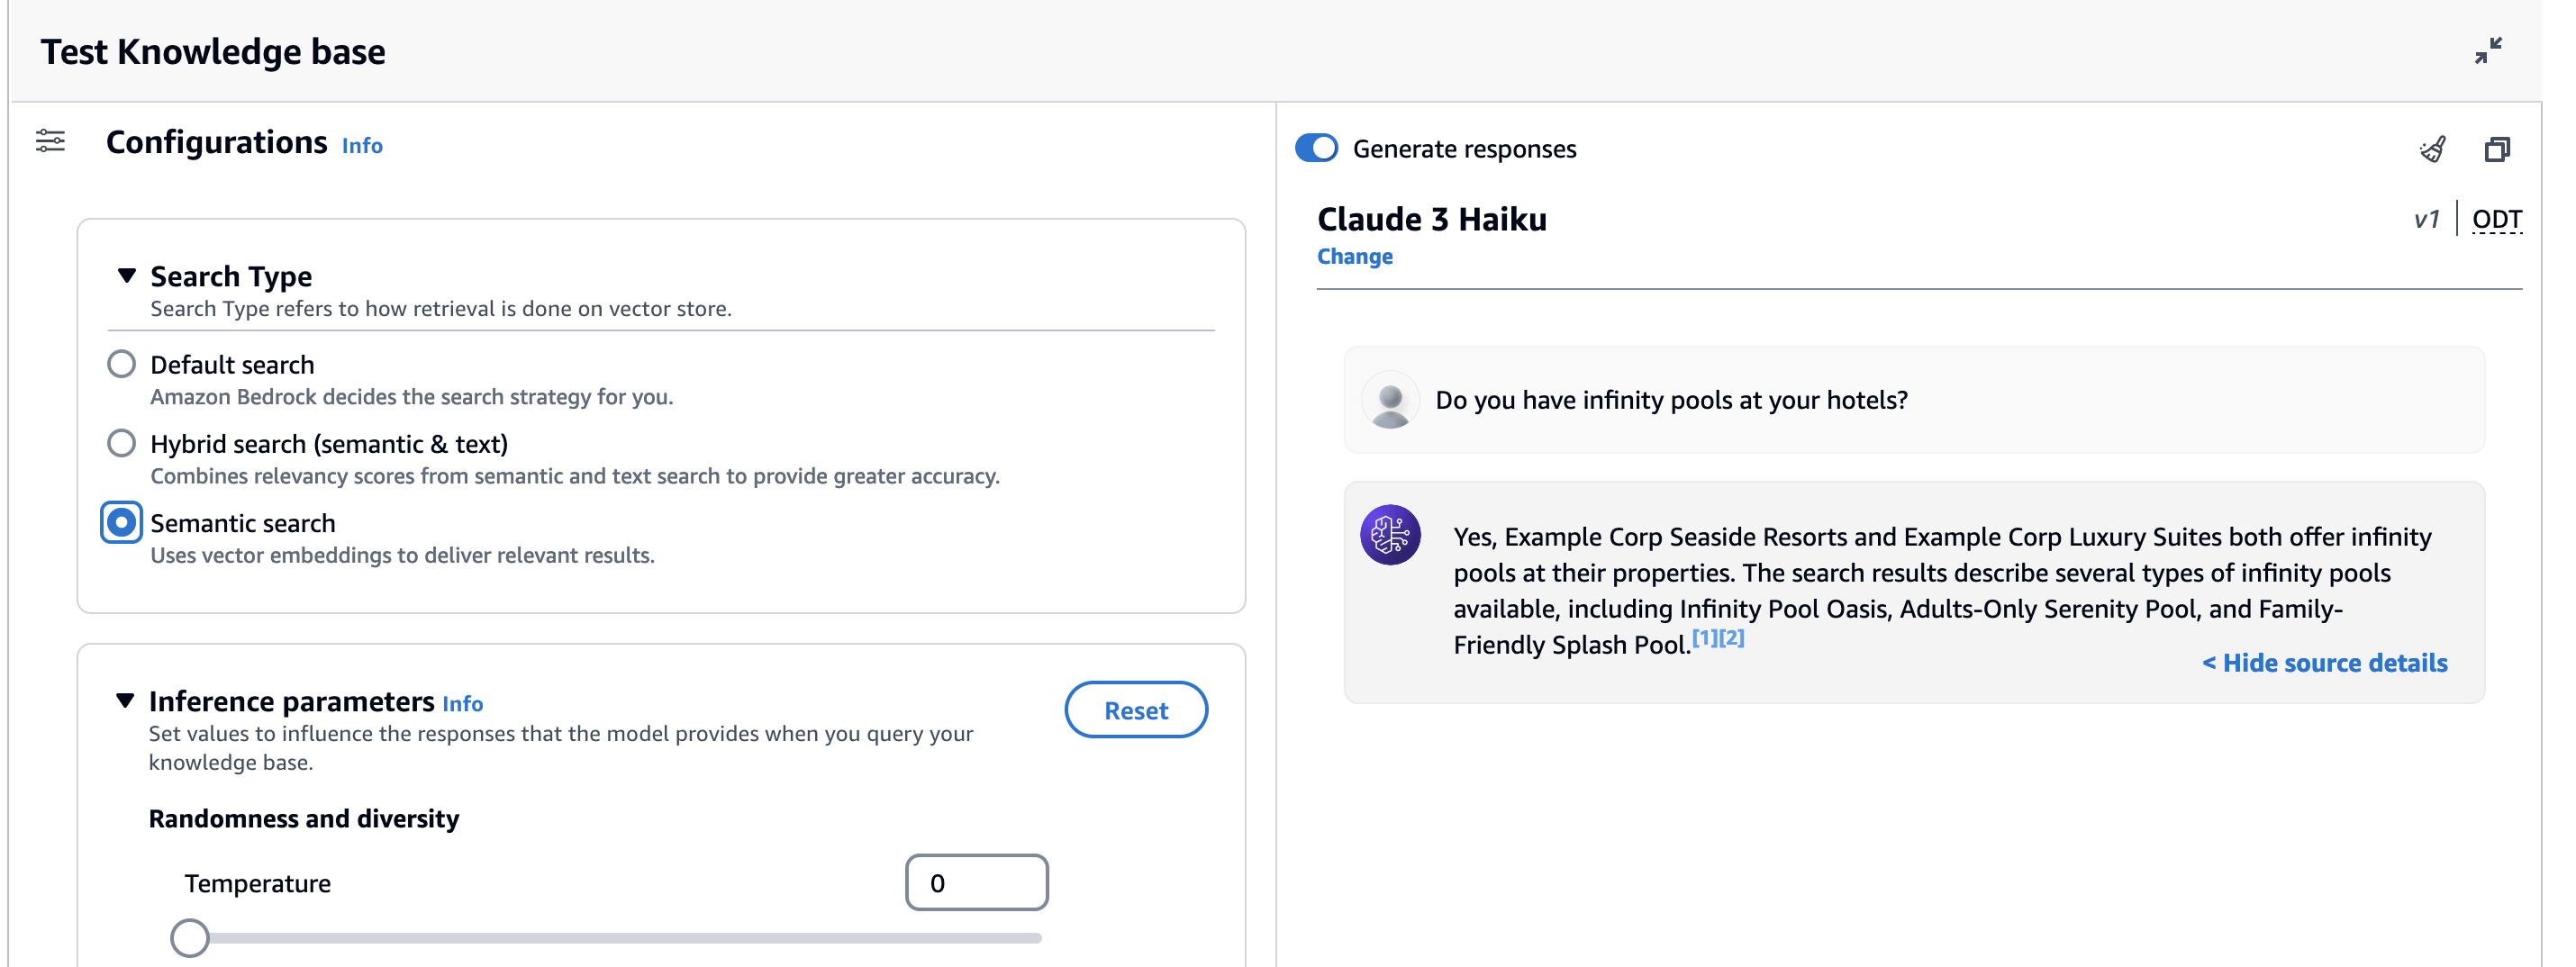 Test Knowledge base
Configurations Info
Search Type
Search Type refers to how retrieval is done on vector store.
Default search
Amazon Bedrock decides the search strategy for you.
Hybrid search (semantic & text)
Combines relevancy scores from semantic and text search to provide greater accuracy.
Semantic search
Uses vector embeddings to deliver relevant results.
Inference parameters Info
Reset
Set values to influence the responses that the model provides when you query your
knowledge base.
Randomness and diversity
Temperature
0
Generate responses
Claude 3 Haiku
v1 | ODT
Change
Do you have infinity pools at your hotels?
Yes, Example Corp Seaside Resorts and Example Corp Luxury Suites both offer infinity
pools at their properties. The search results describe several types of infinity pools
available, including Infinity Pool Oasis, Adults-Only Serenity Pool, and Family-
Friendly Splash Pool.[1][2]
< Hide source details